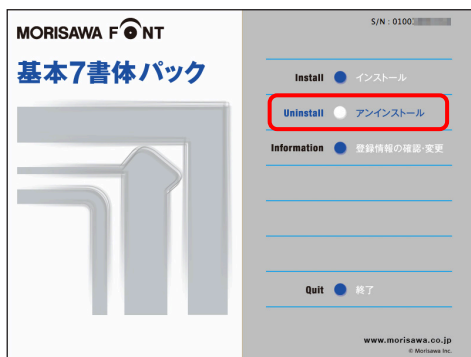 MORISAWA FONT
基本7書体パック
S/N : 0100
Install インストール
Uninstall アンインストール
Information 登録情報の確認・変更
Quit 終了
www.morisawa.co.jp
© Morisawa Inc.